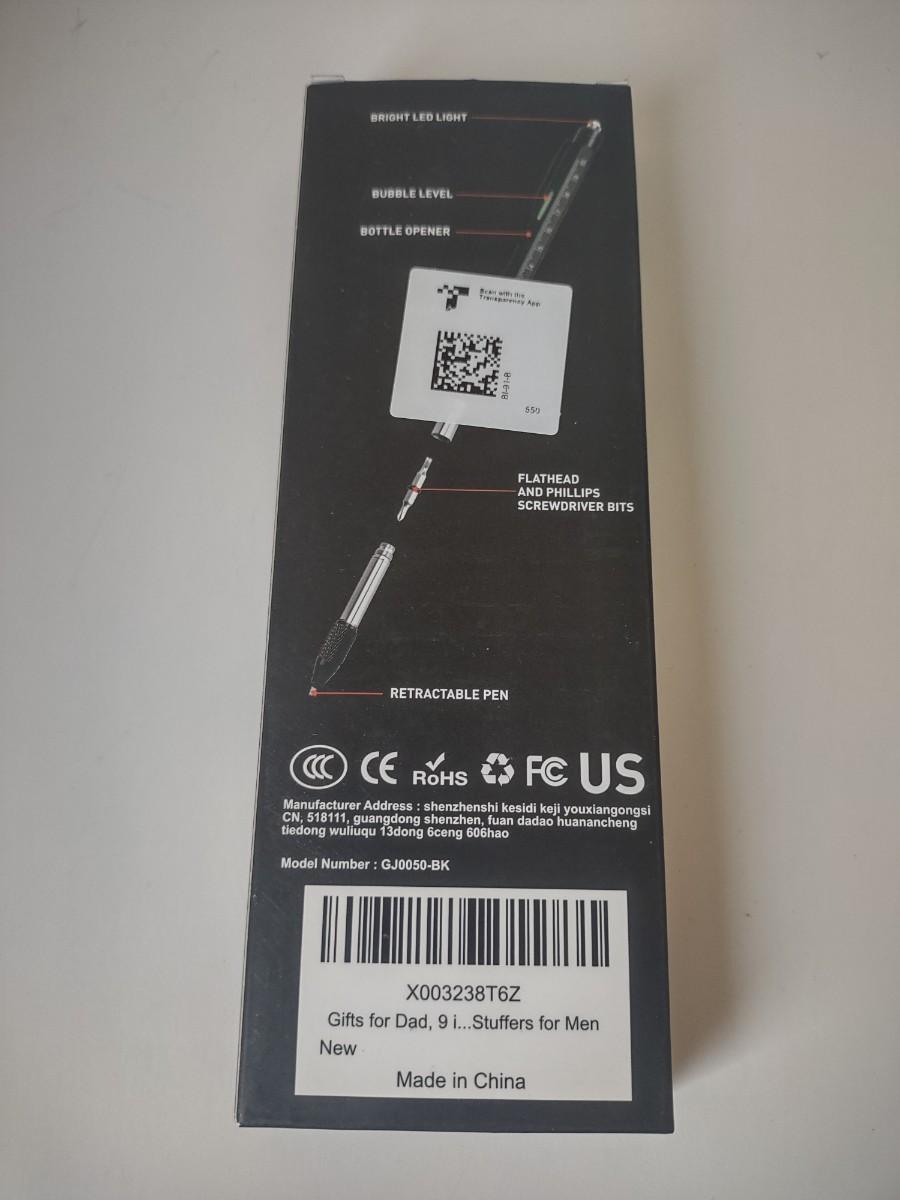 BRIGHT LED LIGHT
BUBBLE LEVEL
BOTTLE OPENER
Scan with the
Transparency App
BI-91-B
550
FLATHEAD
AND PHILLIPS
SCREWDRIVER BITS
RETRACTABLE PEN
CCC CE RoHS FC US
Manufacturer Address : shenzhenshi kesidi keji youxiangongsi
CN, 518111, guangdong shenzhen, fuan dadao huanancheng
tiedong wuliuqu 13dong 6ceng 606hao
Model Number : GJ0050-BK
X003238T6Z
Gifts for Dad, 9 i...Stuffers for Men
New
Made in China